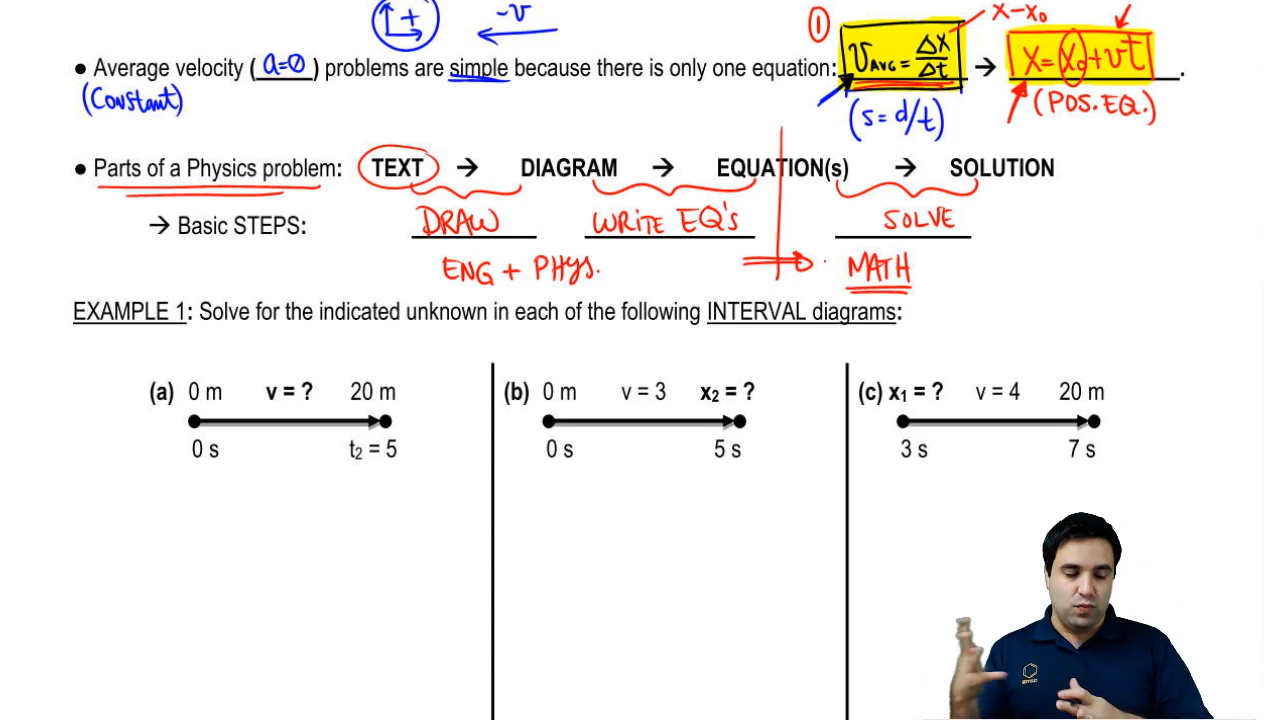 + -v ① x-x₀
● Average velocity (a=0) problems are simple because there is only one equation: V AVG = Δx/Δt → x=x₀+vt.
(Constant) (s=d/t) (POS. EQ.)
● Parts of a Physics problem: TEXT → DIAGRAM → EQUATION(s) → SOLUTION
→ Basic STEPS: DRAW WRITE EQ'S SOLVE
ENG + PHYS. MATH
EXAMPLE 1: Solve for the indicated unknown in each of the following INTERVAL diagrams:
(a) 0 m v = ? 20 m (b) 0 m v = 3 x₂ = ? (c) x₁ = ? v = 4 20 m
0 s t₂ = 5 0 s 5 s 3 s 7 s